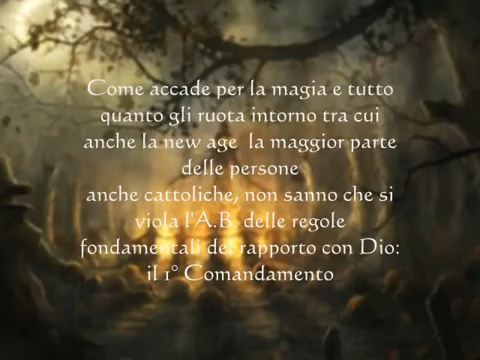 Come accade per la magia e tutto
quanto gli ruota intorno tra cui
anche la new age la maggior parte
delle persone
anche cattoliche, non sanno che si
viola l'A.B. delle regole
fondamentali del rapporto con Dio:
il 1° Comandamento